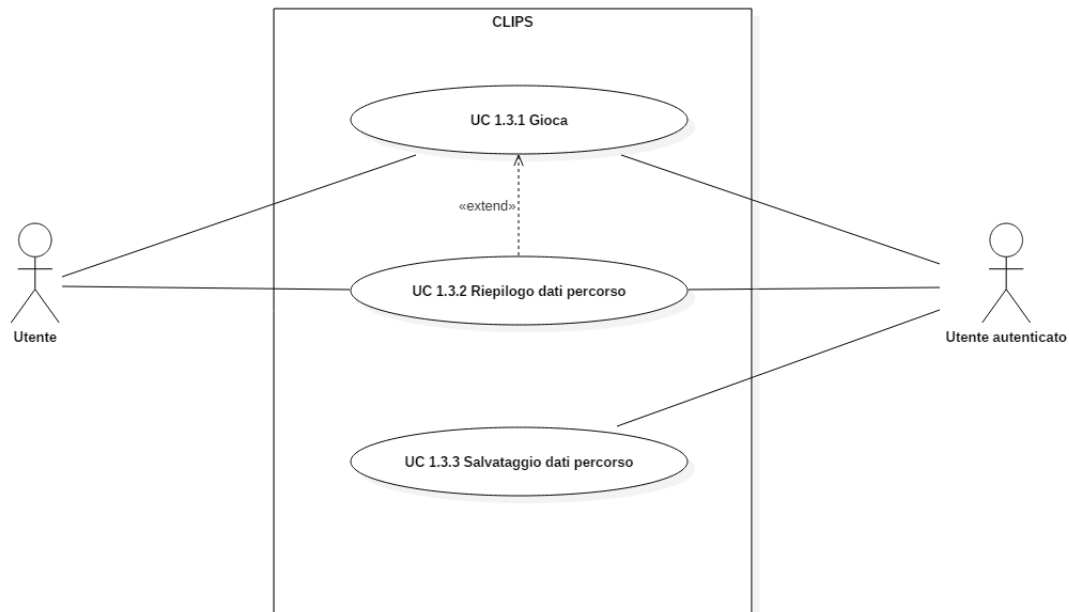 CLIPS
UC 1.3.1 Gioca
«extend»
UC 1.3.2 Riepilogo dati percorso
Utente
Utente autenticato
UC 1.3.3 Salvataggio dati percorso